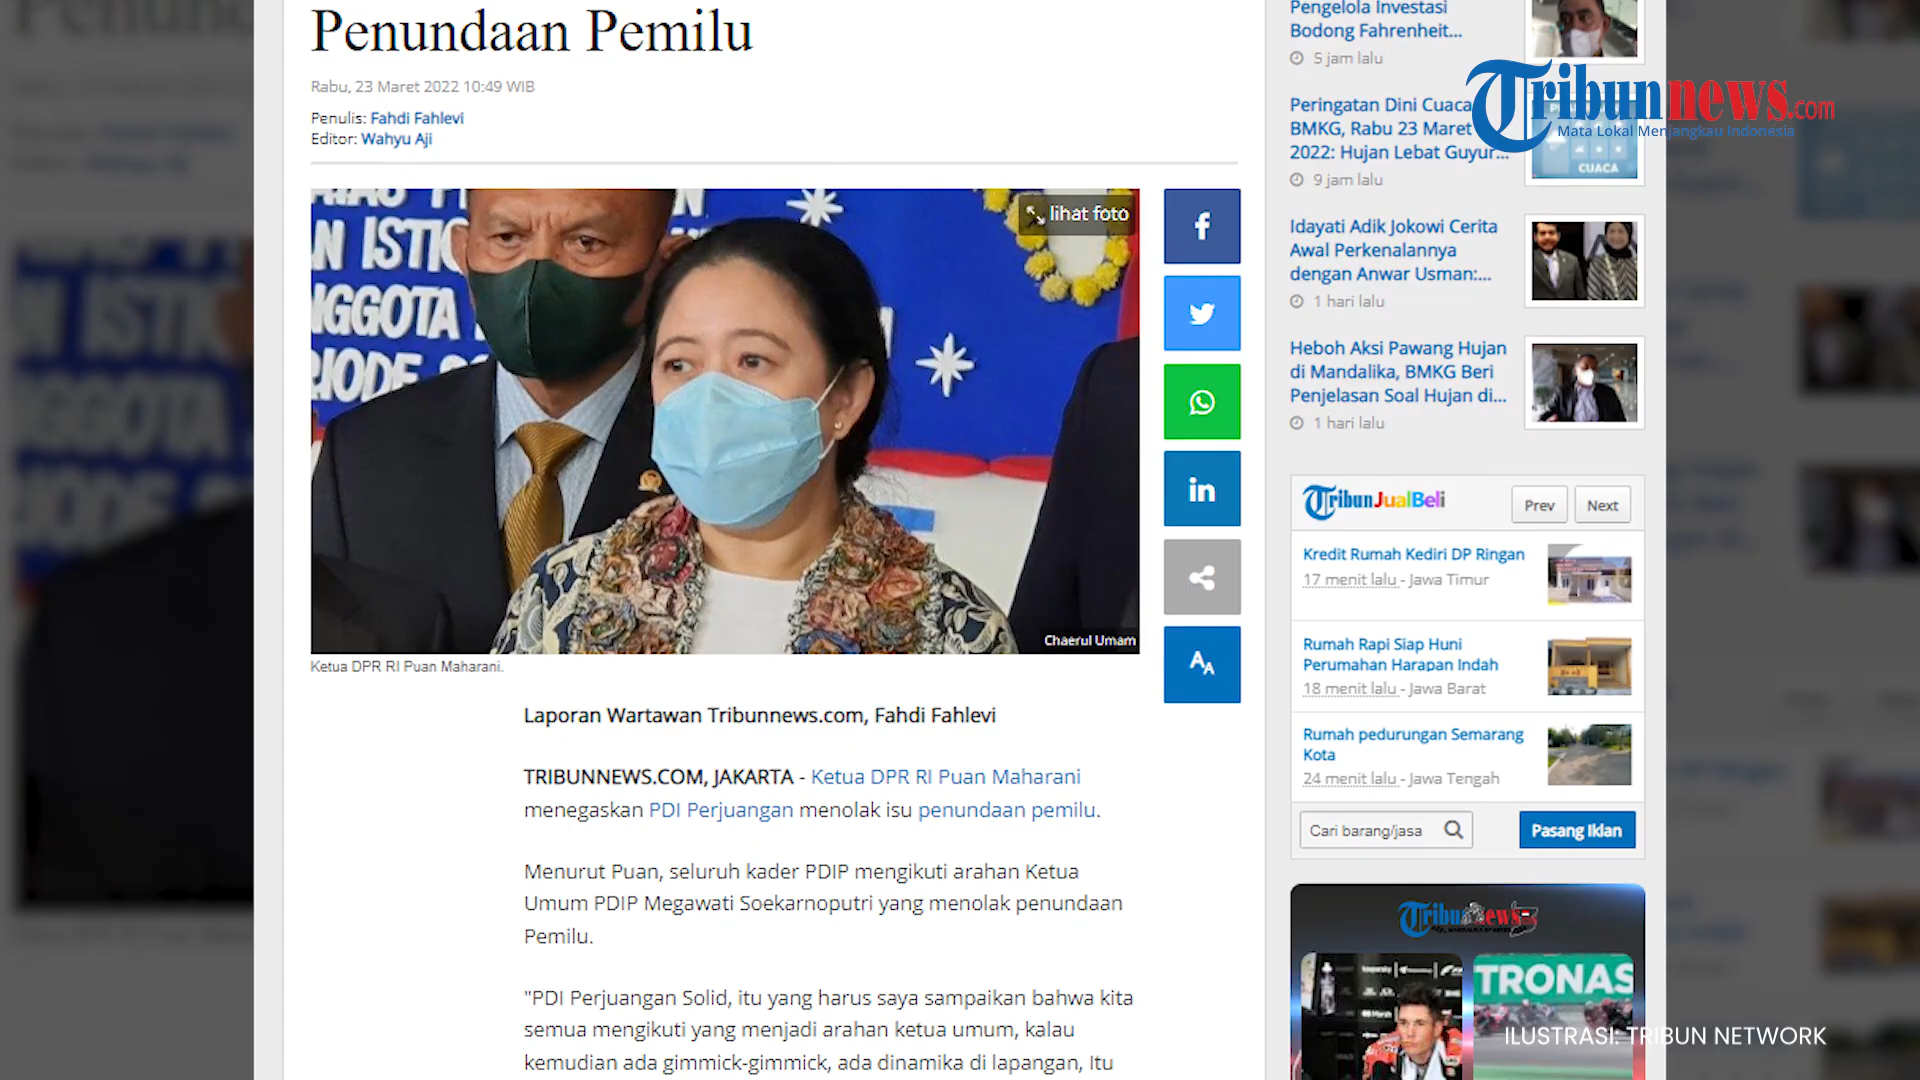 Penundaan Pemilu
Rabu, 23 Maret 2022 10:49 WIB
Penulis: Fahdi Fahlevi
Editor: Wahyu Aji
lihat foto
N ISTI
NGGOTA
Chaerul Umam
Ketua DPR RI Puan Maharani.
Laporan Wartawan Tribunnews.com, Fahdi Fahlevi
TRIBUNNEWS.COM, JAKARTA - Ketua DPR RI Puan Maharani
menegaskan PDI Perjuangan menolak isu penundaan pemilu.
Menurut Puan, seluruh kader PDIP mengikuti arahan Ketua
Umum PDIP Megawati Soekarnoputri yang menolak penundaan
Pemilu.
"PDI Perjuangan Solid, itu yang harus saya sampaikan bahwa kita
semua mengikuti yang menjadi arahan ketua umum, kalau
kemudian ada gimmick-gimmick, ada dinamika di lapangan, Itu
Pengelola Investasi
Bodong Fahrenheit...
5 jam lalu
Tribunnews.com
Mata Lokal Menjangkau Indonesia
Peringatan Dini Cuaca
BMKG, Rabu 23 Maret
2022: Hujan Lebat Guyur...
CUACA
9 jam lalu
Idayati Adik Jokowi Cerita
Awal Perkenalannya
dengan Anwar Usman:...
1 hari lalu
Heboh Aksi Pawang Hujan
di Mandalika, BMKG Beri
Penjelasan Soal Hujan di...
1 hari lalu
TribunJualBeli
Prev
Next
Kredit Rumah Kediri DP Ringan
17 menit lalu - Jawa Timur
Rumah Rapi Siap Huni
Perumahan Harapan Indah
18 menit lalu - Jawa Barat
Rumah pedurungan Semarang
Kota
24 menit lalu - Jawa Tengah
Cari barang/jasa
Pasang Iklan
Tribunnews
TRONAS
ILUSTRASI: TRIBUN NETWORK